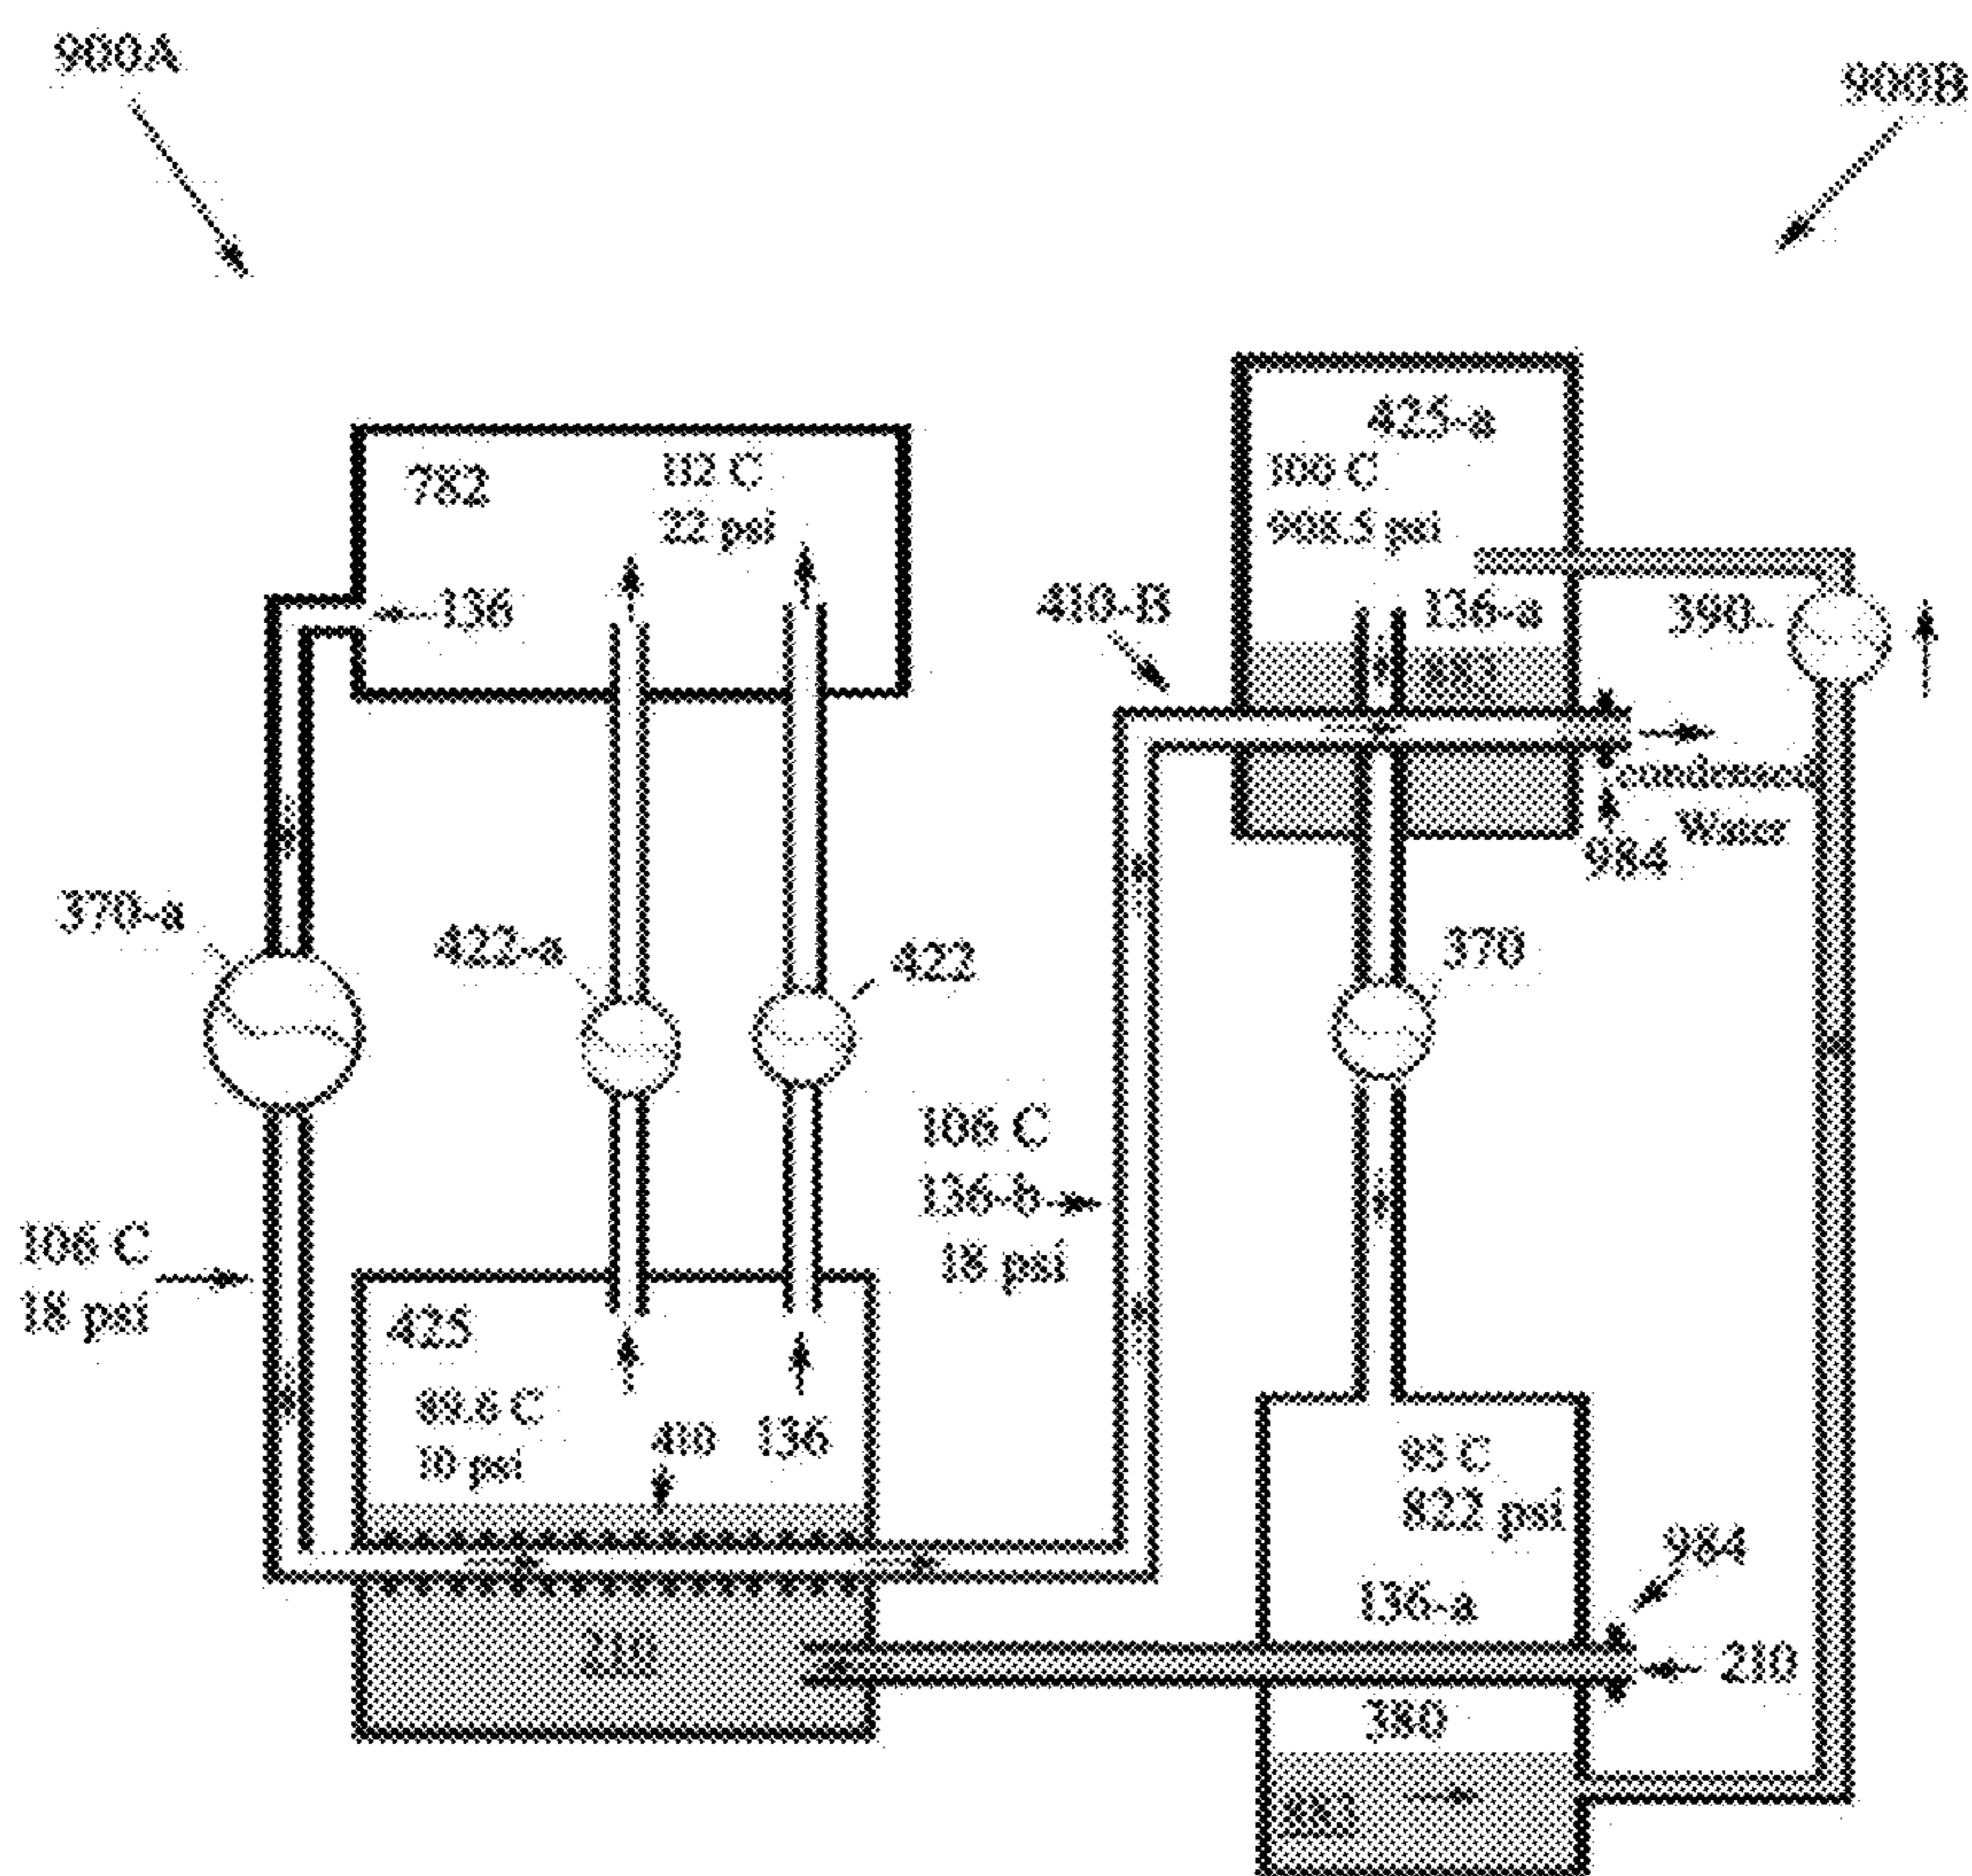 900A
900B
425-a
782
112 C
22 psi
100 C
908.5 psi
410-B
136
136-a
390
condensed
Water
984
370-a
422-a
422
370
106 C
136-b
18 psi
106 C
18 psi
425
10 psi
410
136
95 C
822 psi
984
136-a
210
210
380